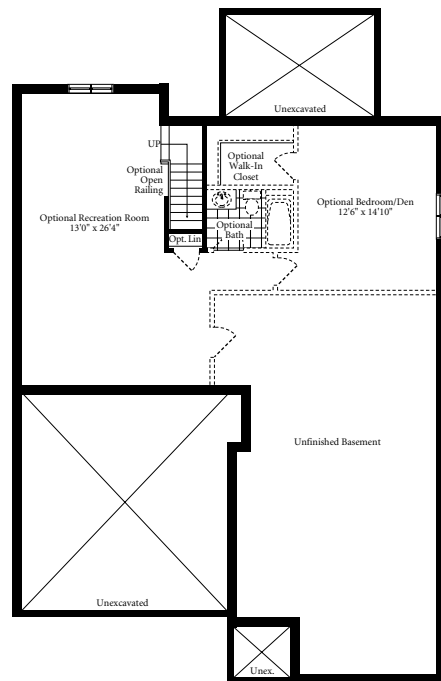 Unexcavated
UP
Optional
Open
Railing
Optional
Walk-In
Closet
Optional Bedroom/Den
12'6" x 14'10"
Optional Recreation Room
13'0" x 26'4"
Optional
Bath
Opt. Lin
Unfinished Basement
Unexcavated
Unex.